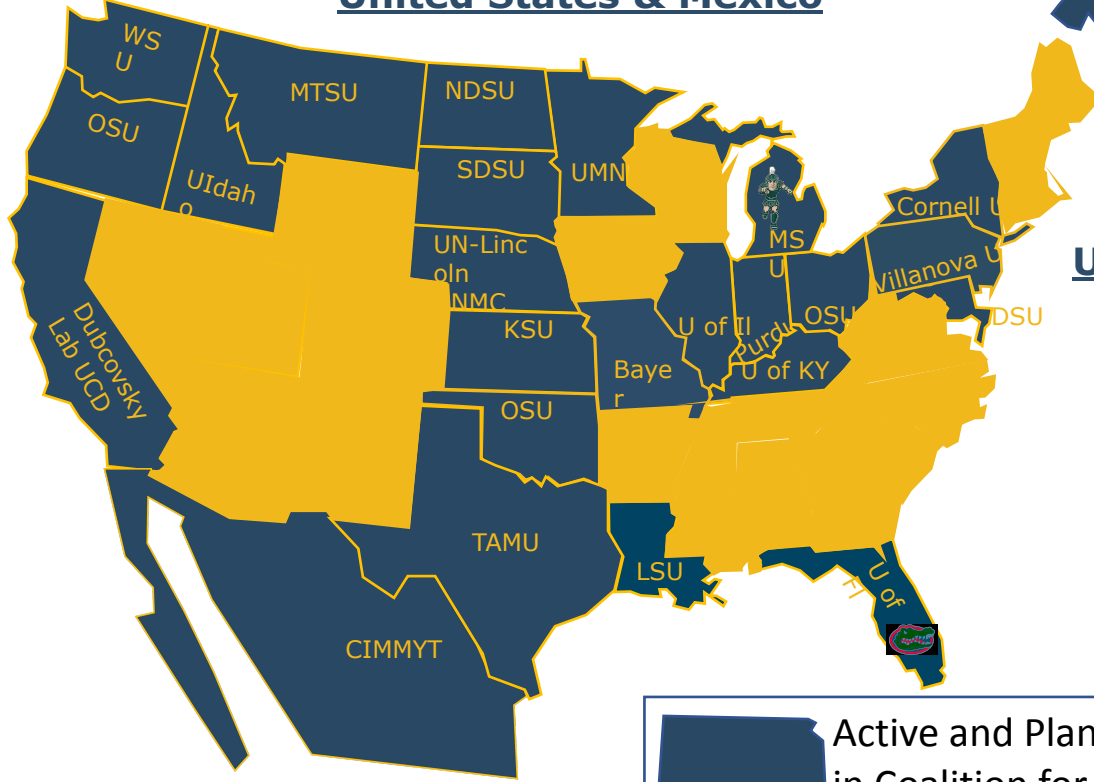 United States & Mexico
WS
U
MTSU
NDSU
OSU
SDSU
UMN
UIdah
o
Cornell U
MS
U
UN-Linc
oln
NMC
Villanova U
U
KSU
U of Il
Purdu
OSU
DSU
Dubcovsky
Lab UCD
Baye
r
U of KY
OSU
TAMU
LSU
U of
Fl
CIMMYT
Active and Plan
in Coalition for